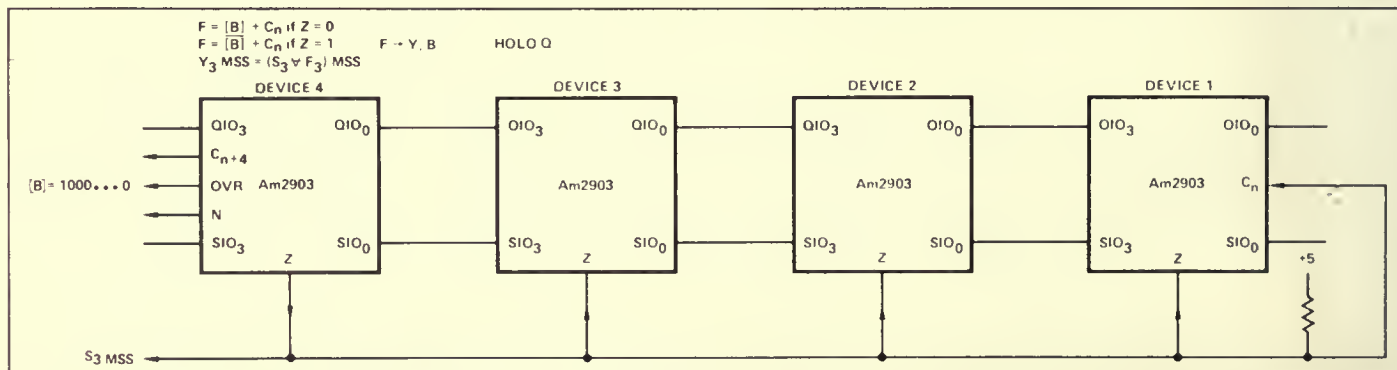 F = [B] + Cn if Z = 0
F = [B̅] + Cn if Z = 1 F → Y, B HOLO Q
Y3 MSS = (S3 ∀ F3) MSS
DEVICE 4 DEVICE 3 DEVICE 2 DEVICE 1
QIO3 QIO0 QIO3 QIO0 QIO3 QIO0 QIO3 QIO0
Cn+4
[B] = 1000...0 OVR Am2903 Am2903 Am2903 Am2903 Cn
N
SIO3 SIO0 SIO3 SIO0 SIO3 SIO0 SIO3 SIO0
Z Z Z Z +5
S3 MSS